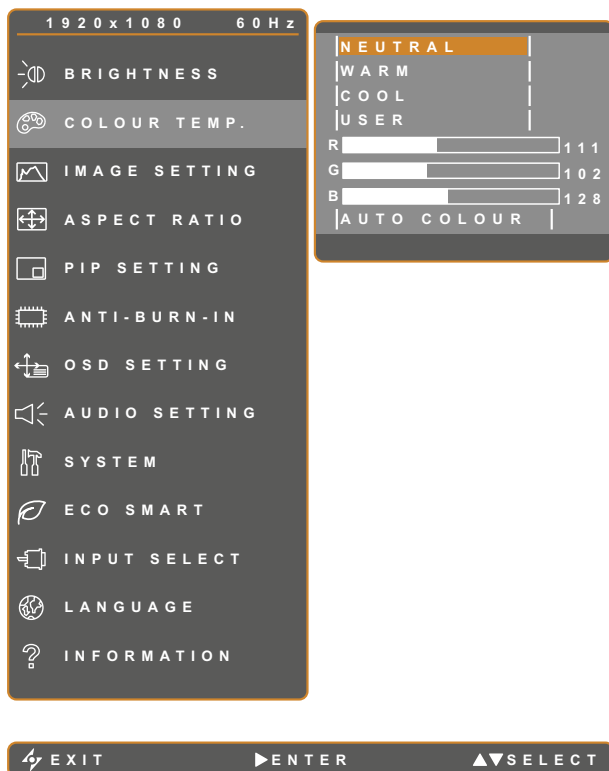 1920x1080 60Hz
BRIGHTNESS
COLOUR TEMP.
IMAGE SETTING
ASPECT RATIO
PIP SETTING
ANTI-BURN-IN
OSD SETTING
AUDIO SETTING
SYSTEM
ECO SMART
INPUT SELECT
LANGUAGE
INFORMATION
NEUTRAL
WARM
COOL
USER
R 111
G 102
B 128
AUTO COLOUR
EXIT ENTER SELECT